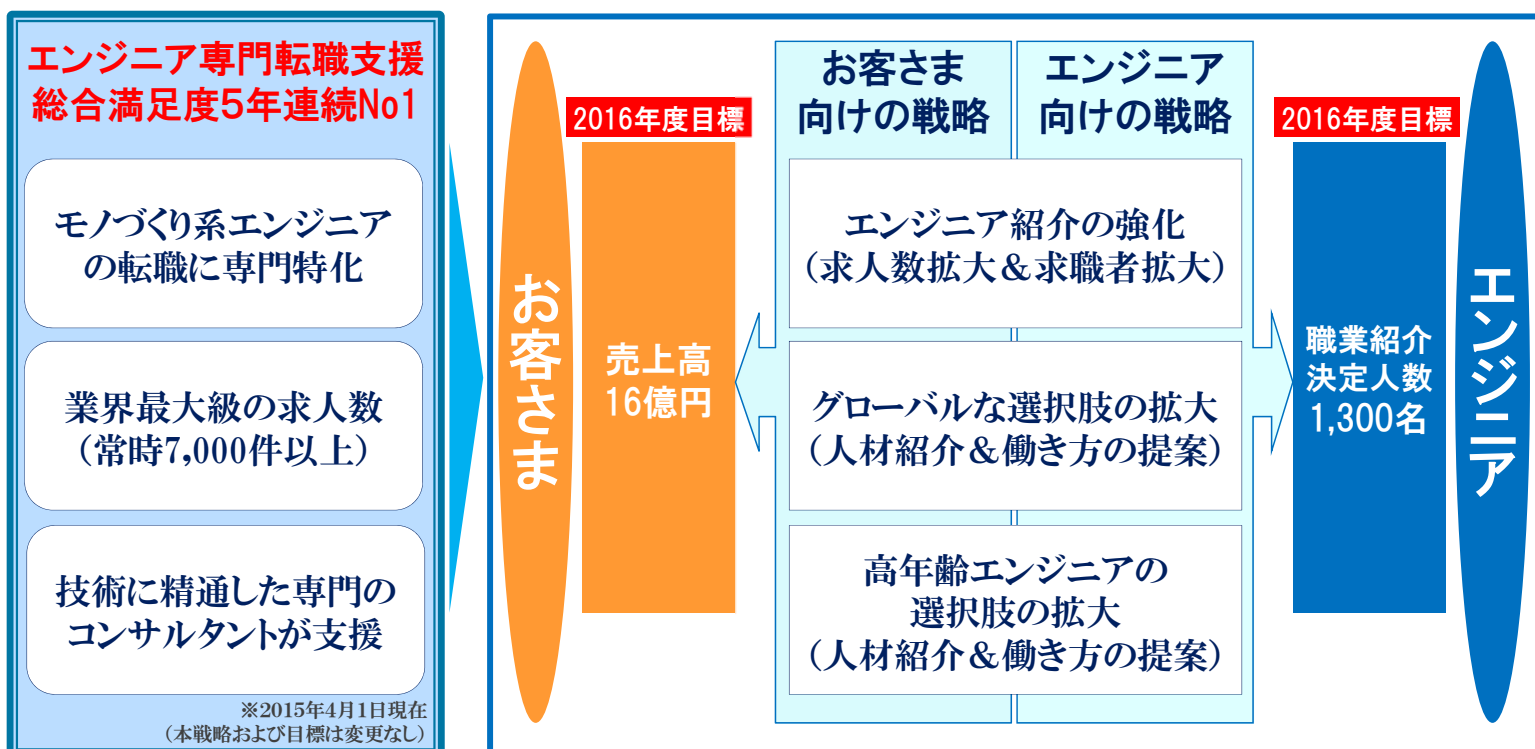 エンジニア専門転職支援
総合満足度5年連続No1
モノづくり系エンジニア
の転職に専門特化
業界最大級の求人数
（常時7,000件以上）
技術に精通した専門の
コンサルタントが支援
※2015年4月1日現在
（本戦略および目標は変更なし）
お客さま
2016年度目標
売上高
16億円
お客さま
向けの戦略
エンジニア
向けの戦略
エンジニア紹介の強化
（求人数拡大＆求職者拡大）
グローバルな選択肢の拡大
（人材紹介＆働き方の提案）
高年齢エンジニアの
選択肢の拡大
（人材紹介＆働き方の提案）
2016年度目標
職業紹介
決定人数
1,300名
エンジニア